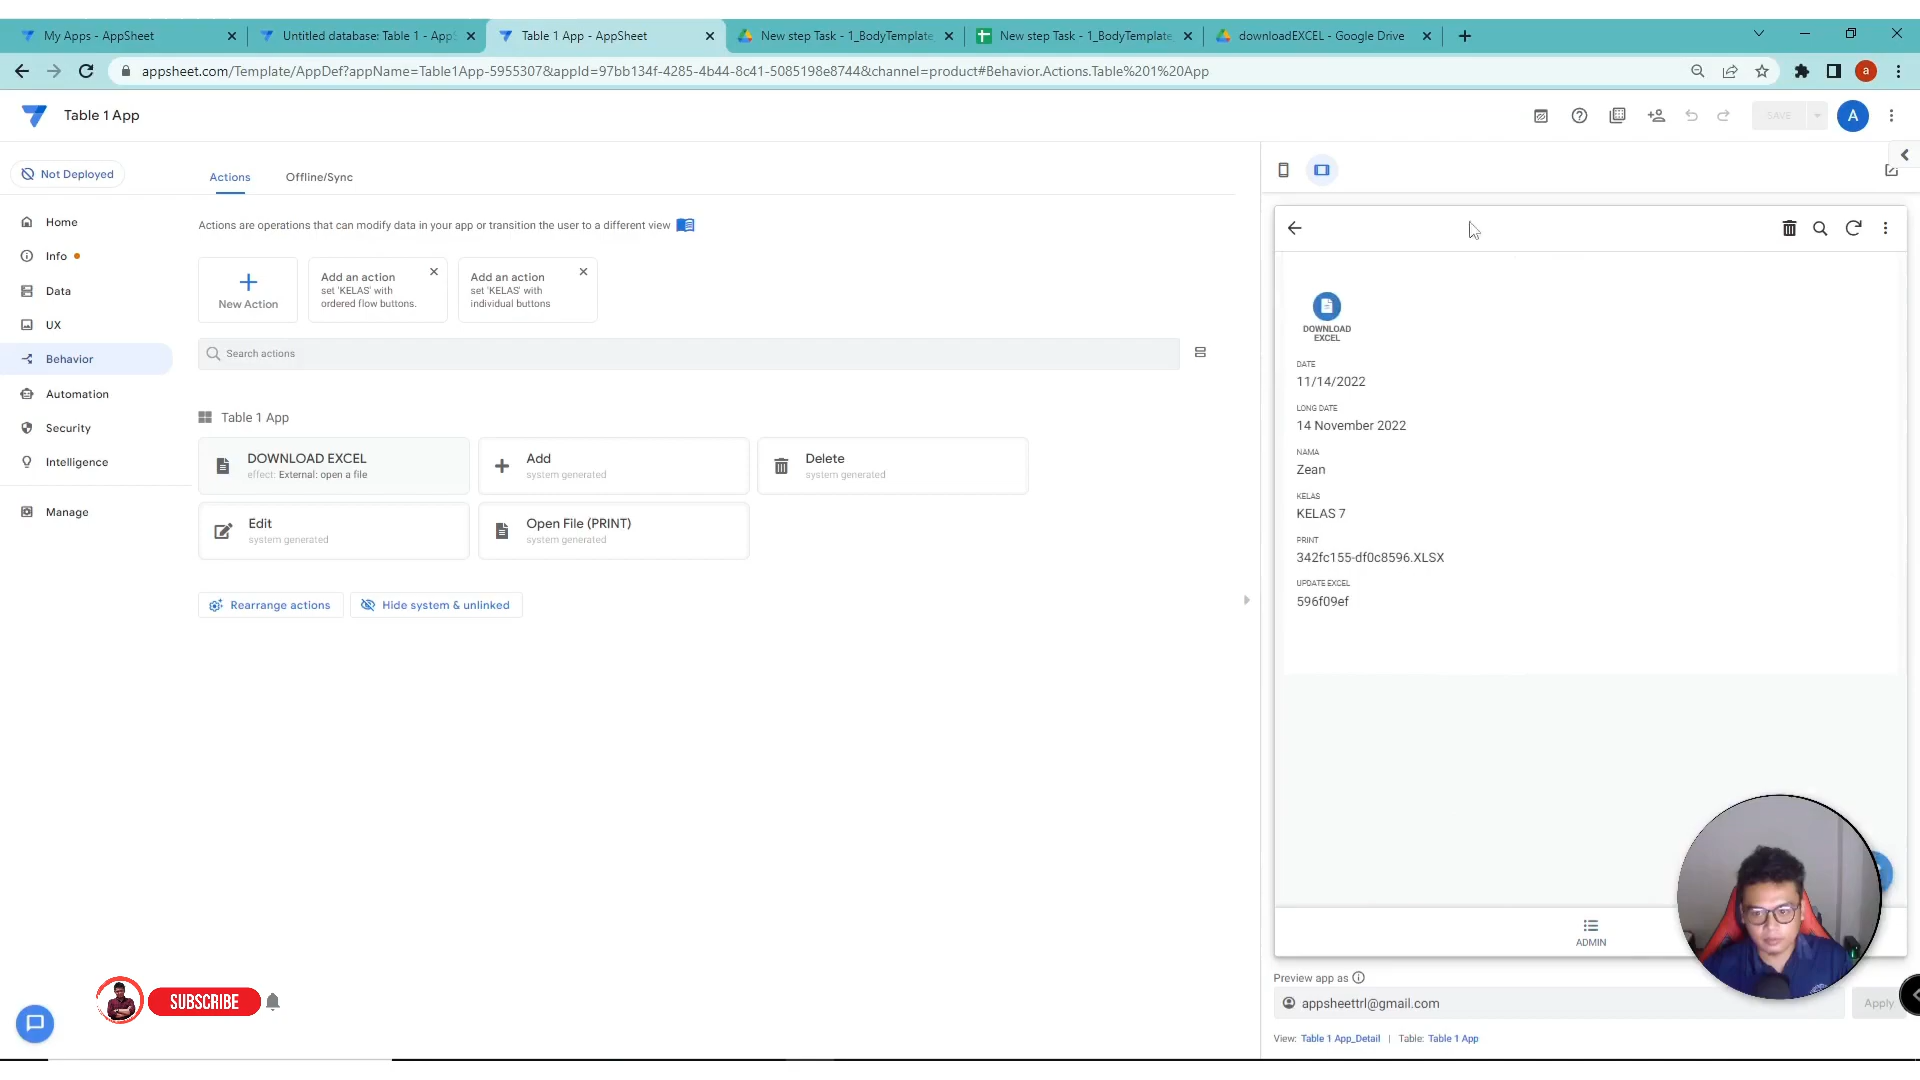 My Apps - AppSheet
Untitled database: Table 1 - AppS
Table 1 App - AppSheet
New step Task - 1_BodyTemplate
New step Task - 1_BodyTemplate
downloadEXCEL - Google Drive
appsheet.com/Template/AppDef?appName=Table1App-5955307&appId=97bb134f-4285-4b44-8c41-5085198e8744&channel=product#Behavior.Actions.Table%201%20App
a
Table 1 App
SAVE
A
Not Deployed
Actions
Offline/Sync
Home
Info
Data
UX
Behavior
Automation
Security
Intelligence
Manage
Actions are operations that can modify data in your app or transition the user to a different view
New Action
Add an action
set 'KELAS' with
ordered flow buttons.
Add an action
set 'KELAS' with
individual buttons
Search actions
Table 1 App
DOWNLOAD EXCEL
effect: External: open a file
Add
system generated
Delete
system generated
Edit
system generated
Open File (PRINT)
system generated
Rearrange actions
Hide system & unlinked
DOWNLOAD
EXCEL
DATE
11/14/2022
LONG DATE
14 November 2022
NAMA
Zean
KELAS
KELAS 7
PRINT
342fc155-df0c8596.XLSX
UPDATE EXCEL
596f09ef
ADMIN
Preview app as
appsheettrl@gmail.com
Apply
View: Table 1 App_Detail | Table: Table 1 App
SUBSCRIBE